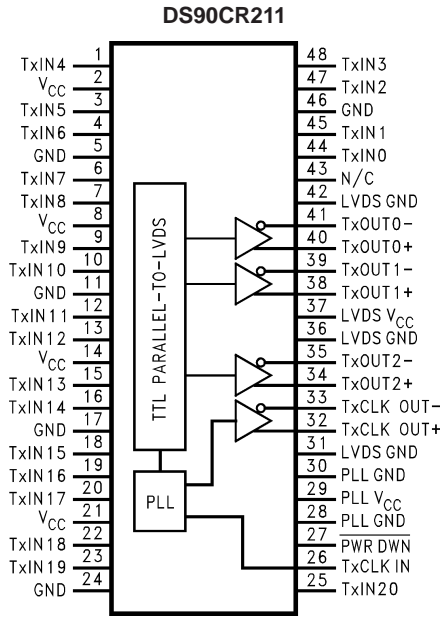 DS90CR211
TxIN4 1 48 TxIN3
VCC 2 47 TxIN2
TxIN5 3 46 GND
TxIN6 4 45 TxIN1
GND 5 44 TxIN0
TxIN7 6 43 N/C
TxIN8 7 42 LVDS GND
VCC 8 41 TxOUT0−
TxIN9 9 40 TxOUT0+
TxIN10 10 39 TxOUT1−
GND 11 38 TxOUT1+
TxIN11 12 37 LVDS VCC
TxIN12 13 36 LVDS GND
VCC 14 35 TxOUT2−
TxIN13 15 34 TxOUT2+
TxIN14 16 33 TxCLK OUT−
GND 17 32 TxCLK OUT+
TxIN15 18 31 LVDS GND
TxIN16 19 30 PLL GND
TxIN17 20 29 PLL VCC
VCC 21 28 PLL GND
TxIN18 22 27 PWR DWN
TxIN19 23 26 TxCLK IN
GND 24 25 TxIN20
TTL PARALLEL-TO-LVDS
PLL